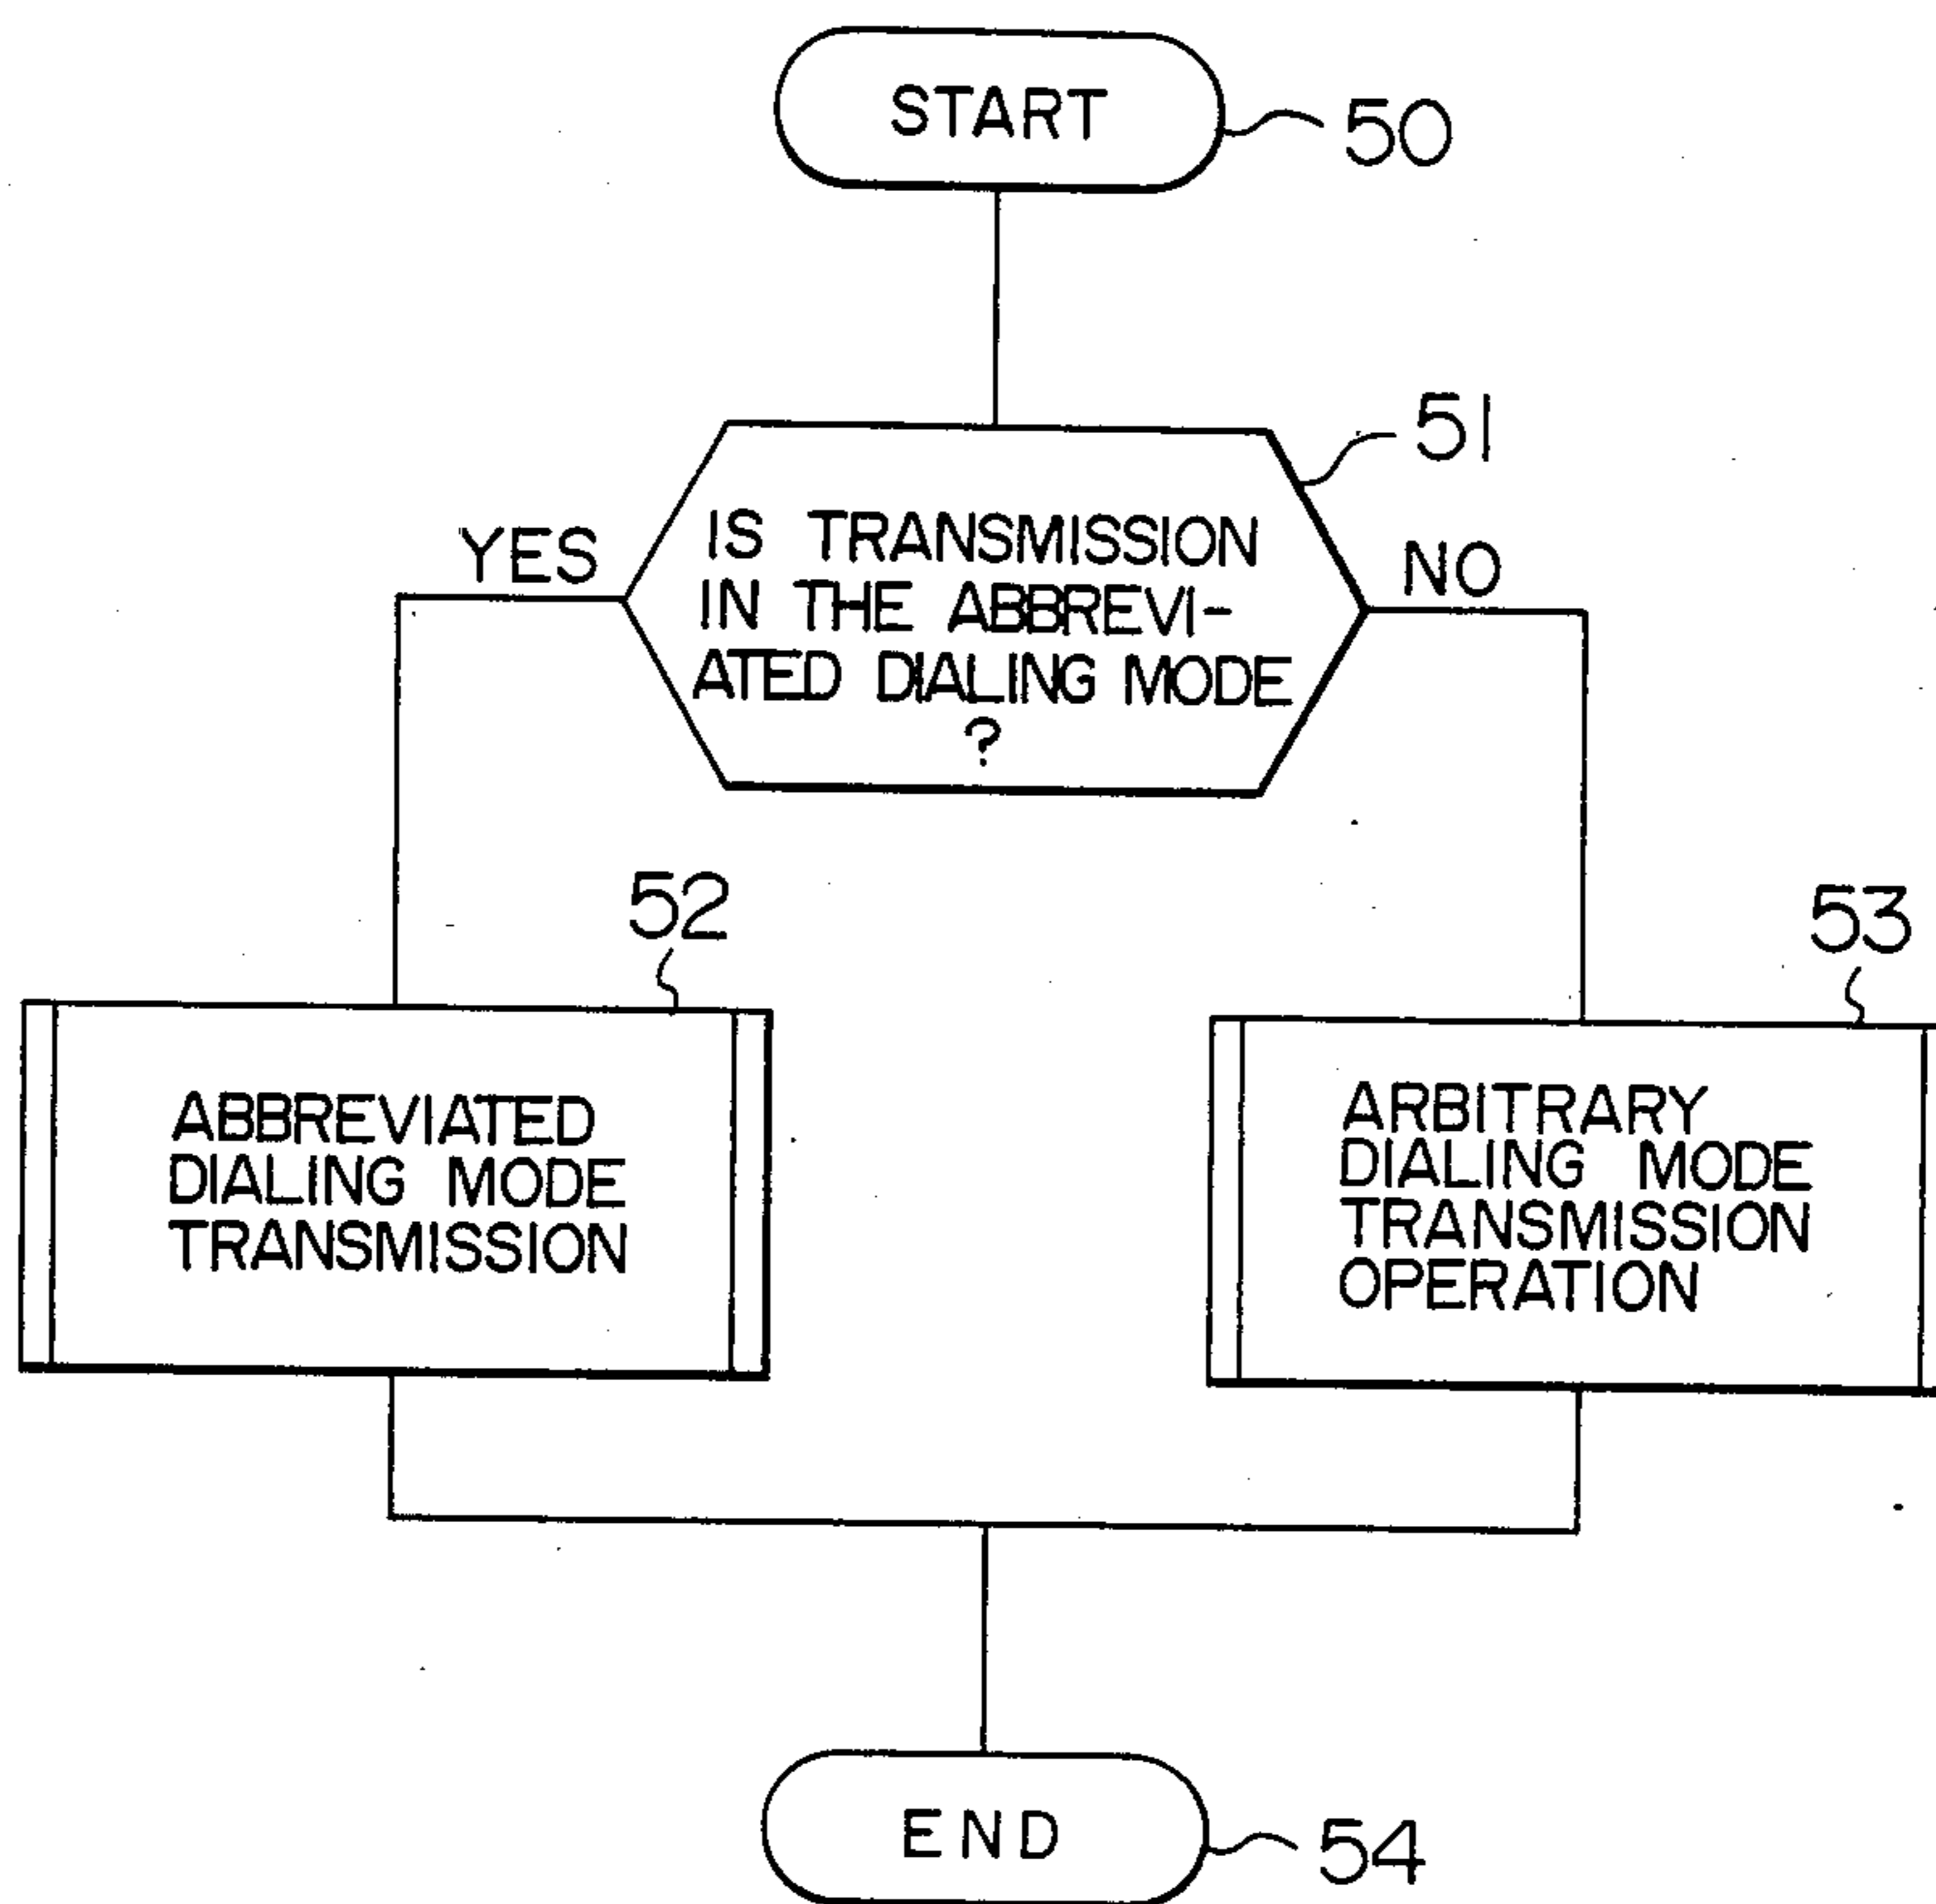 START
50
51
IS TRANSMISSION
IN THE ABBREVI-
ATED DIALING MODE
?
YES
NO
52
53
ABBREVIATED
DIALING MODE
TRANSMISSION
ARBITRARY
DIALING MODE
TRANSMISSION
OPERATION
END
54